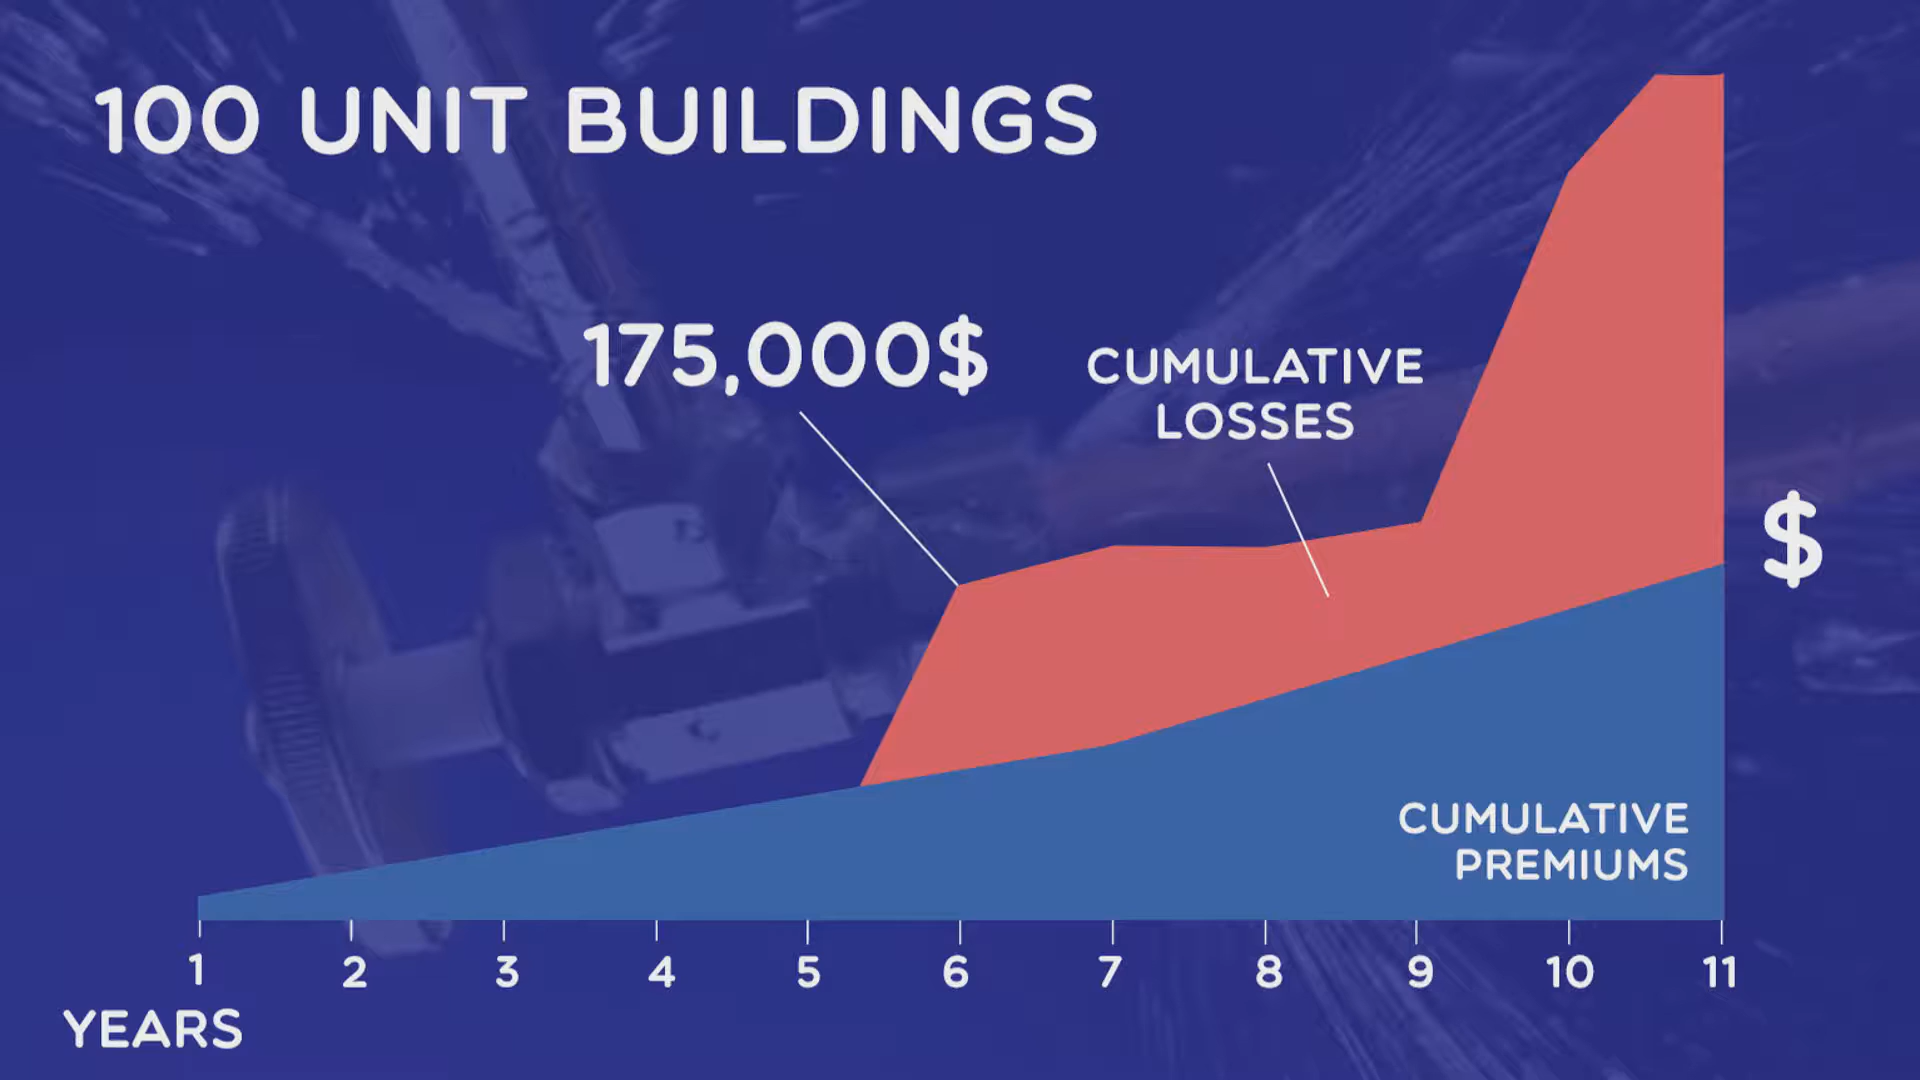 100 UNIT BUILDINGS
175,000$
CUMULATIVE
LOSSES
$
CUMULATIVE
PREMIUMS
1 2 3 4 5 6 7 8 9 10 11
YEARS